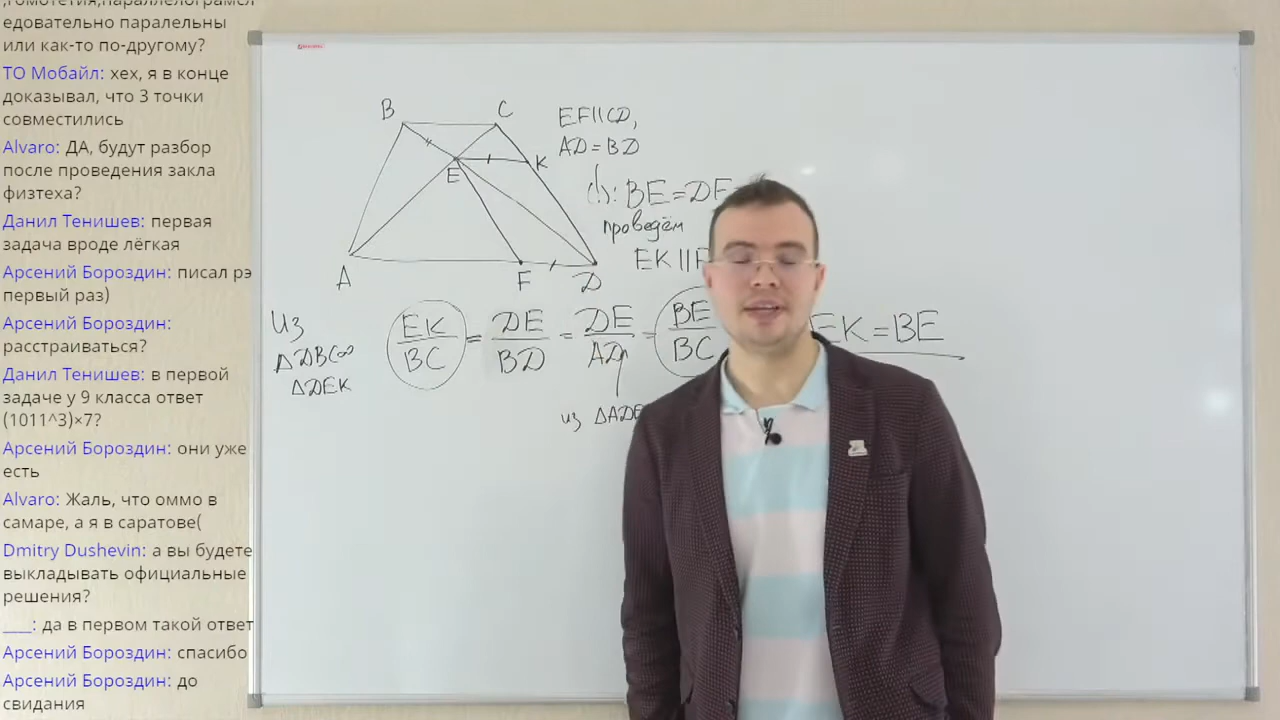 ,гомотетия,параллелограмсл
едовательно паралельны
или как-то по-другому?
ТО Мобайл: хех, я в конце
доказывал, что 3 точки
совместились
Alvaro: ДА, будут разбор
после проведения закла
физтеха?
Данил Тенишев: первая
задача вроде лёгкая
Арсений Бороздин: писал рэ
первый раз)
Арсений Бороздин:
расстраиваться?
Данил Тенишев: в первой
задаче у 9 класса ответ
(1011^3)×7?
Арсений Бороздин: они уже
есть
Alvaro: Жаль, что оммо в
самаре, а я в саратове(
Dmitry Dushevin: а вы будете
выкладывать официальные
решения?
____: да в первом такой ответ
Арсений Бороздин: спасибо
Арсений Бороздин: до
свидания
B C
E K
A F D
EF||CD,
AD=BD
(!): BE=DF
проведём
EK||
Из
ΔDBC∞
ΔDEK
EK/BC = DE/BD = DE/AD = BE/BC
EK=BE
из ΔADE